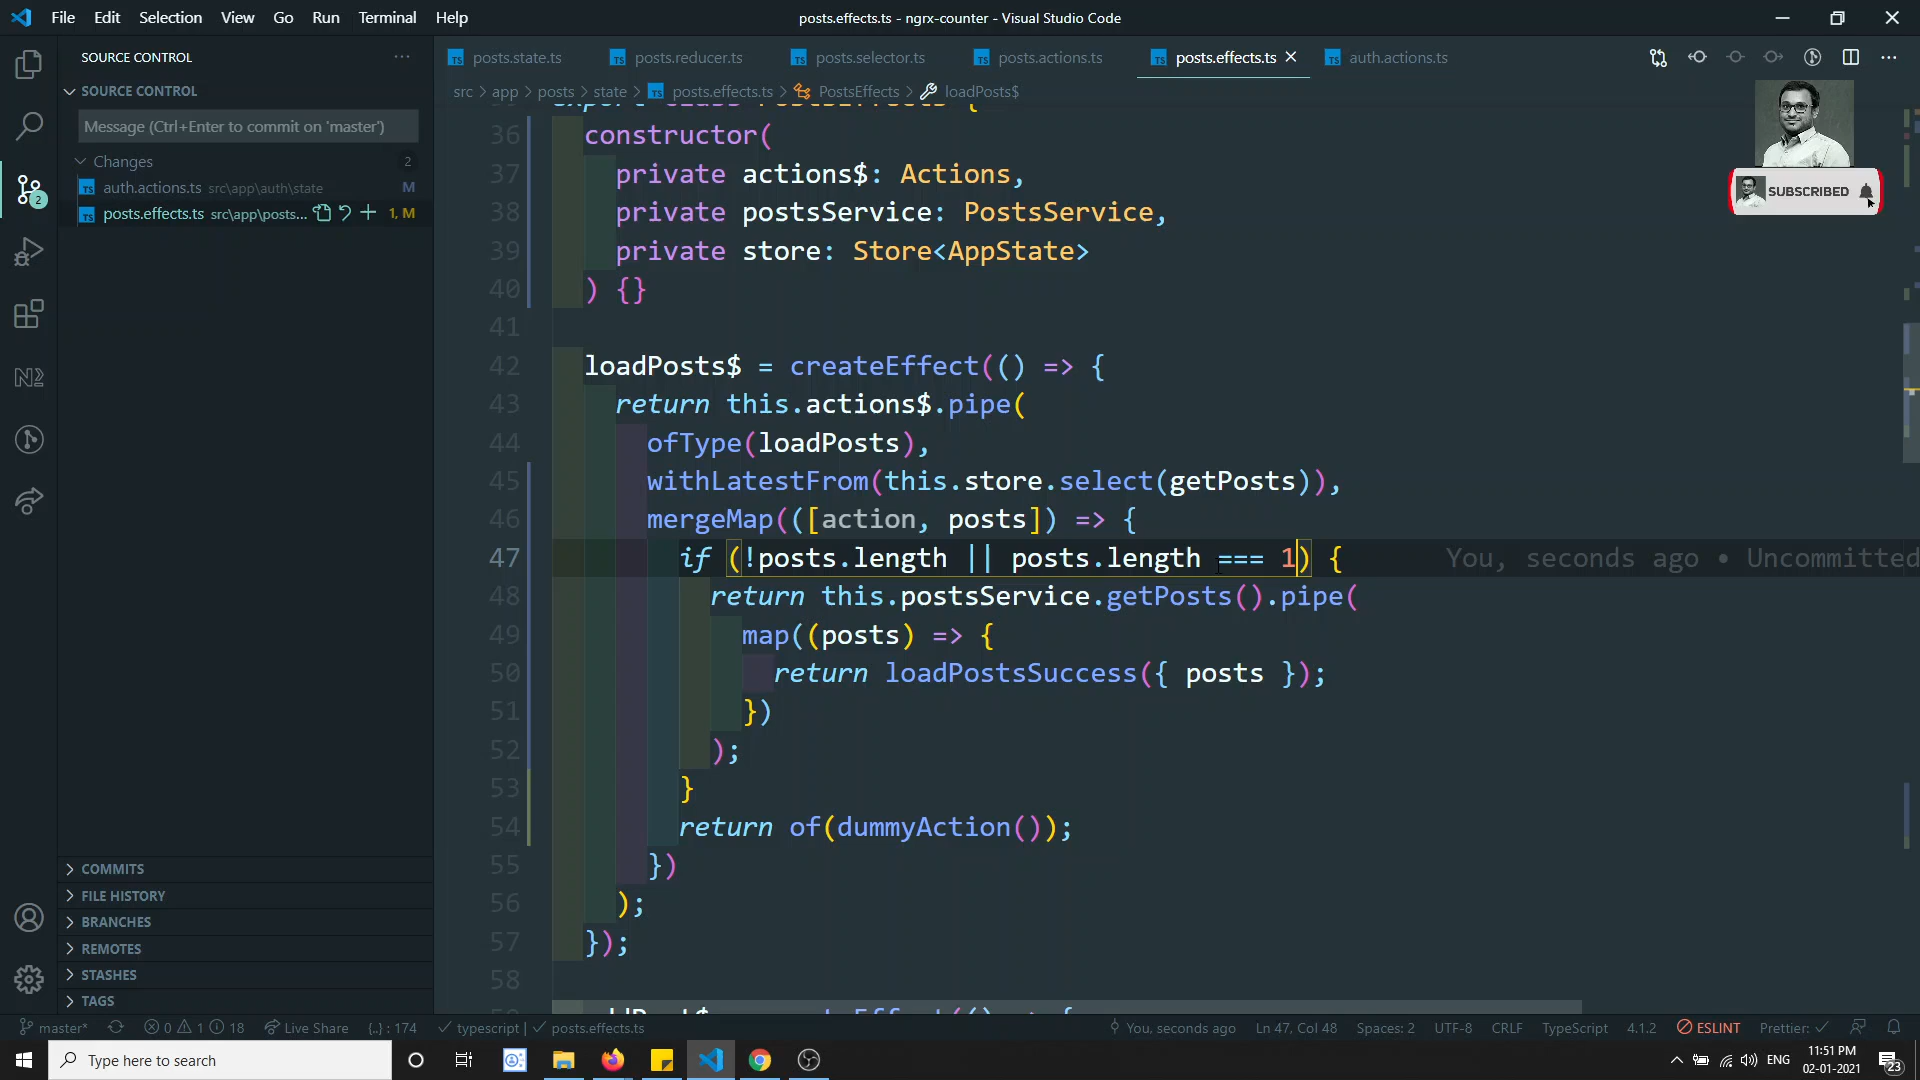 File Edit Selection View Go Run Terminal Help
posts.effects.ts - ngrx-counter - Visual Studio Code
SOURCE CONTROL
posts.state.ts posts.reducer.ts posts.selector.ts posts.actions.ts posts.effects.ts auth.actions.ts
SOURCE CONTROL
src > app > posts > state > posts.effects.ts > PostsEffects > loadPosts$
Message (Ctrl+Enter to commit on 'master')
Changes 2
auth.actions.ts src\app\auth\state M
posts.effects.ts src\app\posts... 1, M
2
SUBSCRIBED
36 constructor(
37 private actions$: Actions,
38 private postsService: PostsService,
39 private store: Store<AppState>
40 ) {}
41
42 loadPosts$ = createEffect(() => {
43 return this.actions$.pipe(
44 ofType(loadPosts),
45 withLatestFrom(this.store.select(getPosts)),
46 mergeMap(([action, posts]) => {
47 if (!posts.length || posts.length === 1) { You, seconds ago • Uncommitted
48 return this.postsService.getPosts().pipe(
49 map((posts) => {
50 return loadPostsSuccess({ posts });
51 })
52 );
53 }
54 return of(dummyAction());
55 })
56 );
57 });
58
COMMITS
FILE HISTORY
BRANCHES
REMOTES
STASHES
TAGS
master* 0 1 18 Live Share {..} : 174 typescript | posts.effects.ts You, seconds ago Ln 47, Col 48 Spaces: 2 UTF-8 CRLF TypeScript 4.1.2 ESLINT Prettier:
Type here to search
ENG
11:51 PM
02-01-2021
23